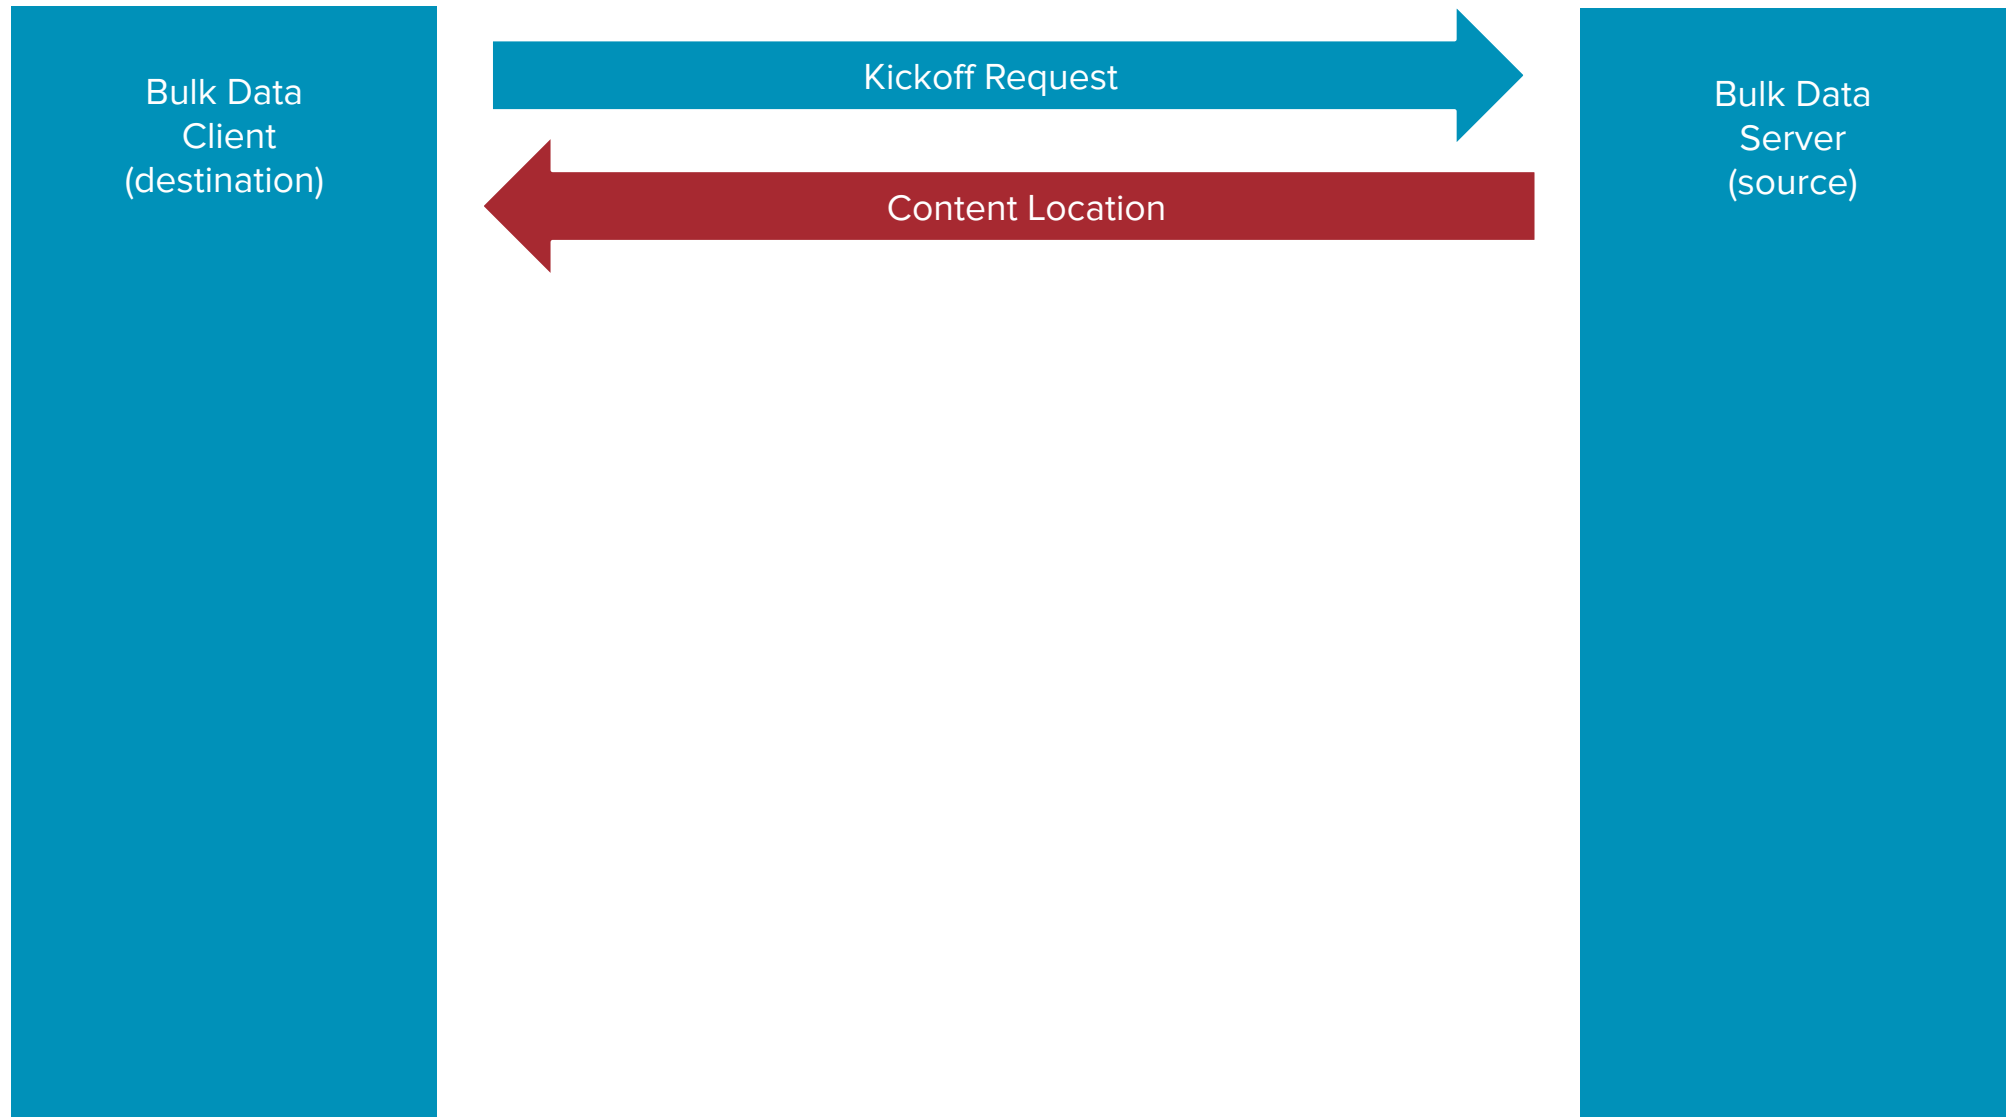 Bulk Data
Client
(destination)
Kickoff Request
Content Location
Bulk Data
Server
(source)